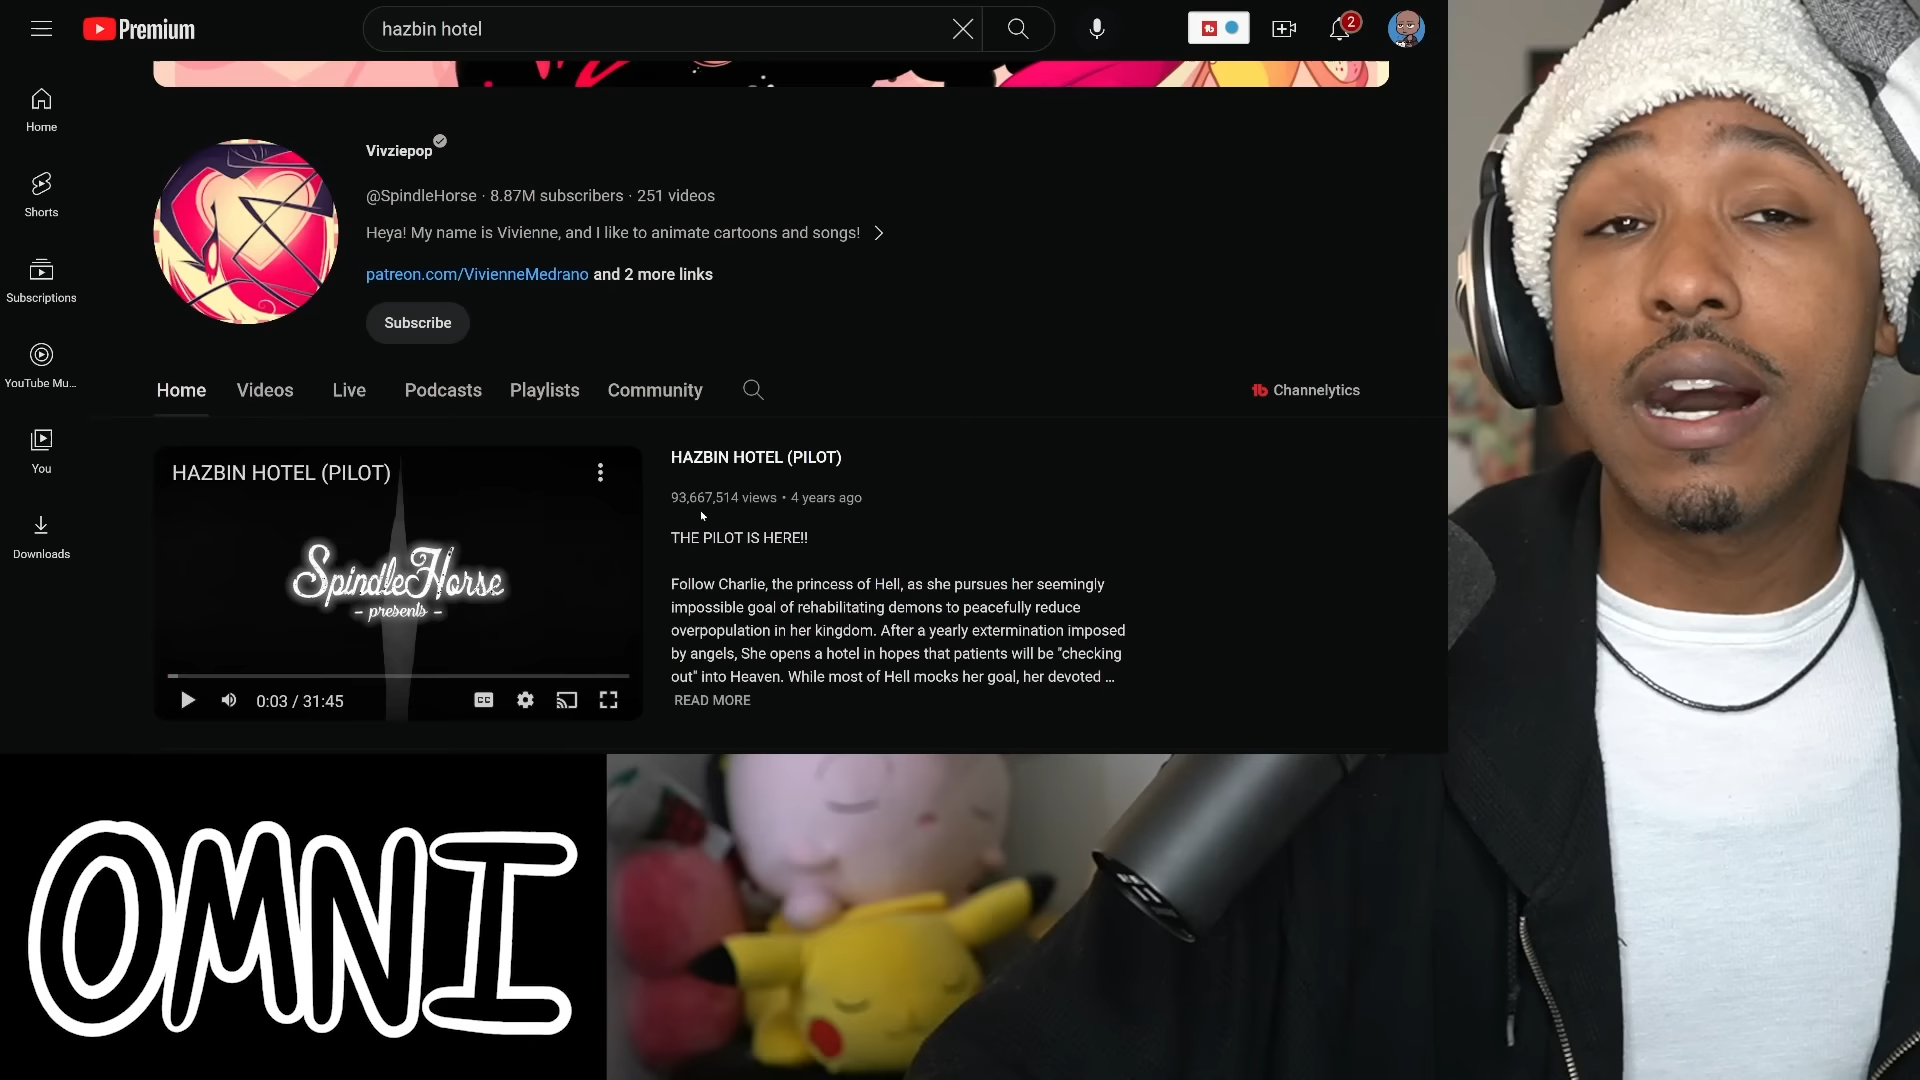 Premium
hazbin hotel
2
Home
Shorts
Subscriptions
YouTube Mu...
You
Downloads
Vivziepop
@SpindleHorse · 8.87M subscribers · 251 videos
Heya! My name is Vivienne, and I like to animate cartoons and songs!
patreon.com/VivienneMedrano and 2 more links
Subscribe
Home Videos Live Podcasts Playlists Community
tb Channelytics
HAZBIN HOTEL (PILOT)
SpindleHorse
- presents -
CC
0:03 / 31:45
HAZBIN HOTEL (PILOT)
93,667,514 views • 4 years ago
THE PILOT IS HERE!!
Follow Charlie, the princess of Hell, as she pursues her seemingly
impossible goal of rehabilitating demons to peacefully reduce
overpopulation in her kingdom. After a yearly extermination imposed
by angels, She opens a hotel in hopes that patients will be "checking
out" into Heaven. While most of Hell mocks her goal, her devoted ...
READ MORE
OMNI